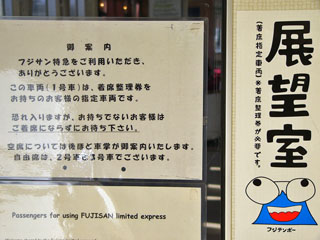 御案内
フジサン特急をご利用いただき、
ありがとうございます。
この車両(1号車)は、着席整理券を
お持ちのお客様の指定車両です。
恐れ入りますが、お持ちでないお客様は
ご着席にならずにお待ち下さい。
空席については後ほど車掌が御案内いたします。
自由席は、2号車と3号車でございます。
Passengers for using FUJISAN limited express
展望室
(着席指定車両)※着席整理券が必要です。
フジテンボー